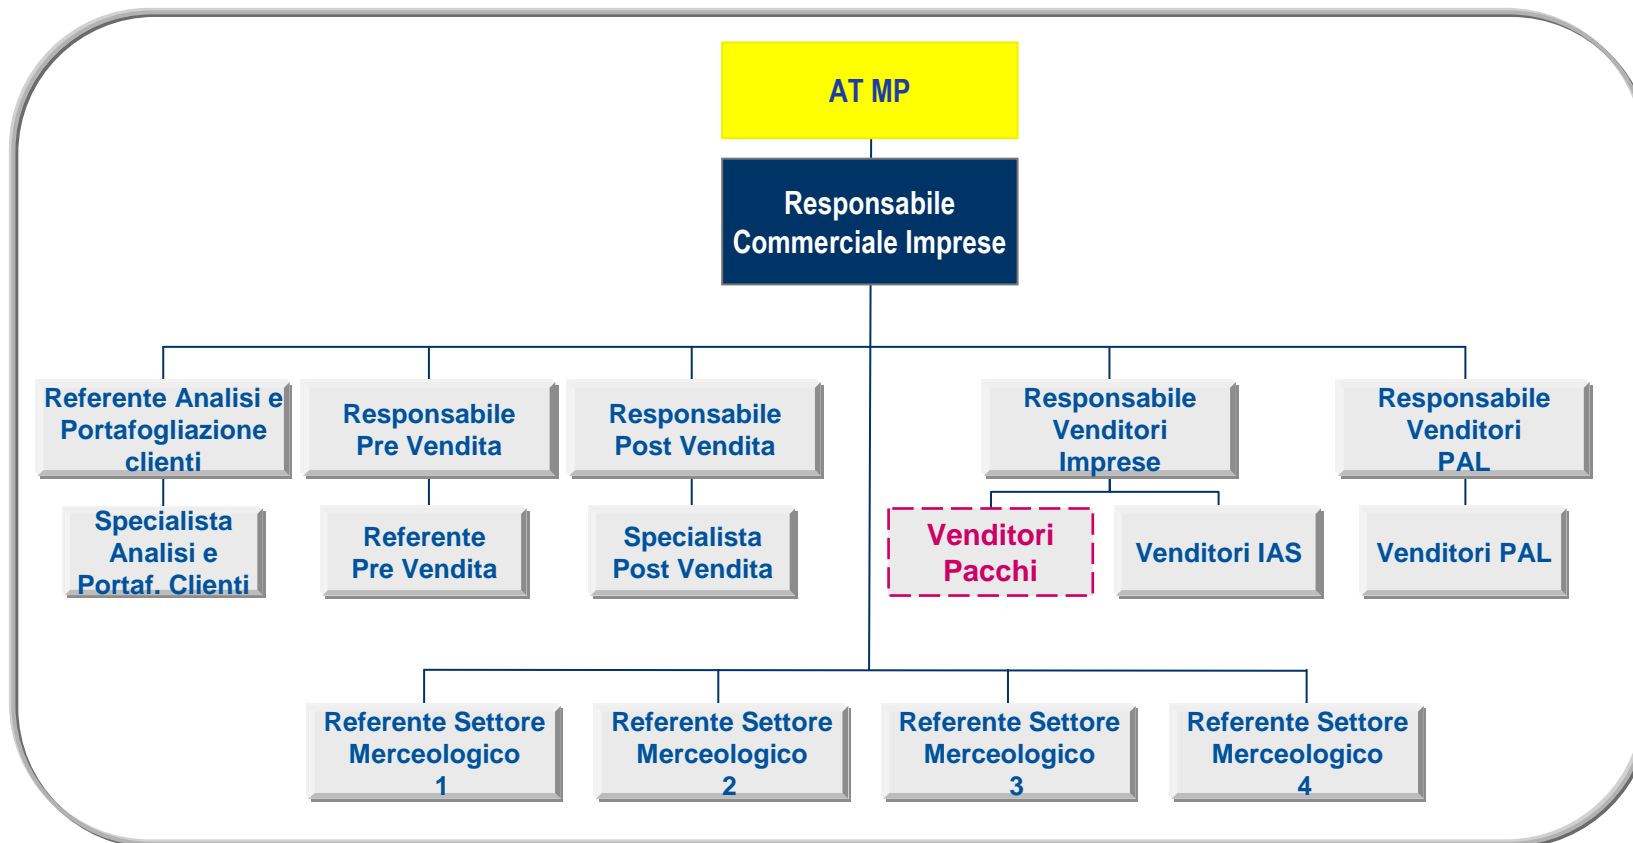 AT MP
Responsabile
Commerciale Imprese
Referente Analisi e
Portafogliazione
clienti
Responsabile
Pre Vendita
Responsabile
Post Vendita
Responsabile
Venditori
Imprese
Responsabile
Venditori
PAL
Specialista
Analisi e
Portaf. Clienti
Referente
Pre Vendita
Specialista
Post Vendita
Venditori
Pacchi
Venditori IAS
Venditori PAL
Referente Settore
Merceologico
1
Referente Settore
Merceologico
2
Referente Settore
Merceologico
3
Referente Settore
Merceologico
4